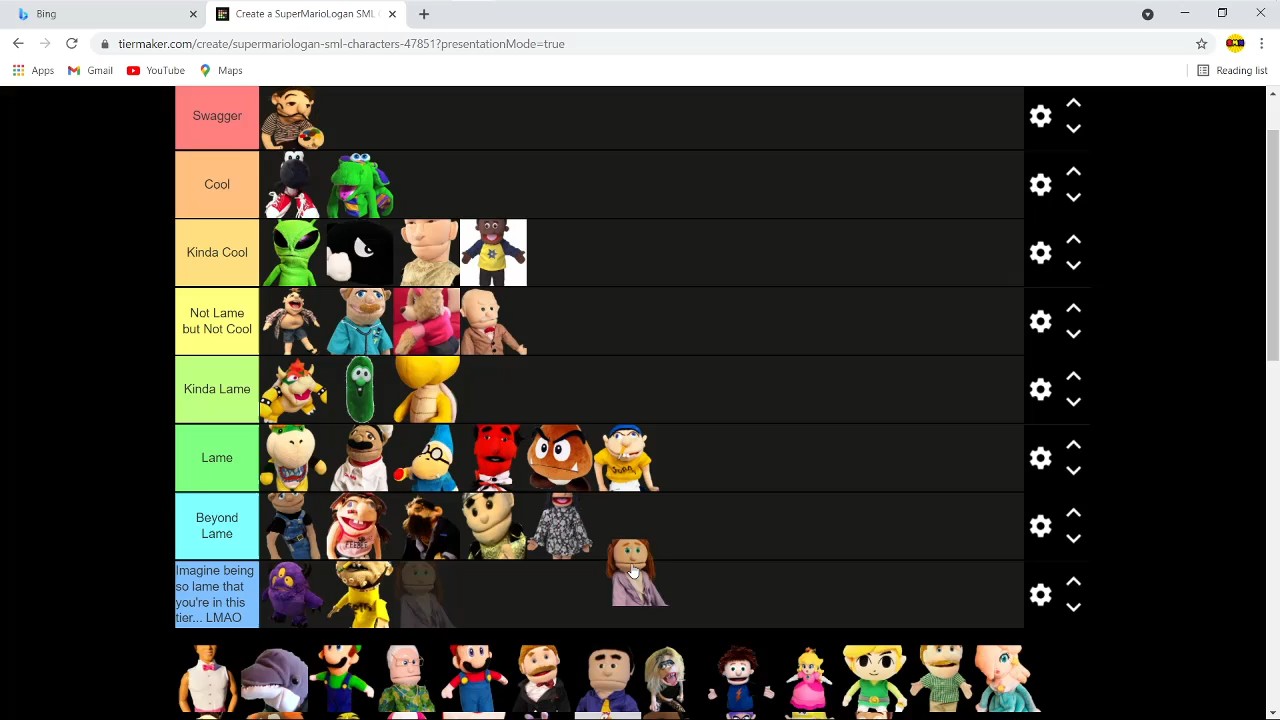 Bing
Create a SuperMarioLogan SML C
tiermaker.com/create/supermariologan-sml-characters-47851?presentationMode=true
Apps
Gmail
YouTube
Maps
Reading list
Swagger
Cool
Kinda Cool
Not Lame
but Not Cool
Kinda Lame
Lame
Beyond
Lame
Imagine being
so lame that
you're in this
tier... LMAO